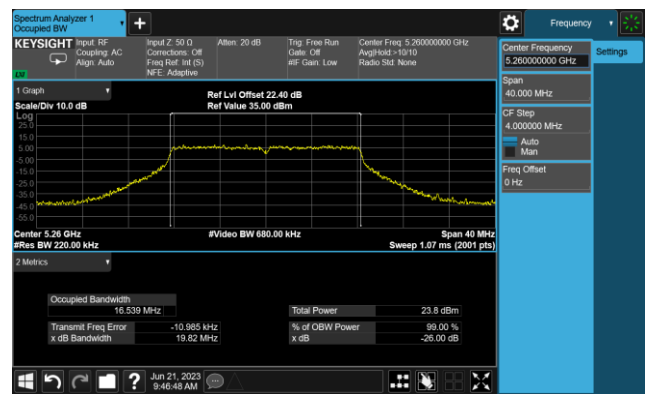 Spectrum Analyzer 1
Occupied BW
Frequency
KEYSIGHT
Input: RF
Coupling: AC
Align: Auto
Input Z: 50 Ω
Corrections: Off
Freq Ref: Int (S)
NFE: Adaptive
Atten: 20 dB
Trig: Free Run
Gate: Off
#IF Gain: Low
Center Freq: 5.260000000 GHz
Avg|Hold:>10/10
Radio Std: None
LXI
Center Frequency
5.260000000 GHz
Settings
Span
40.000 MHz
CF Step
4.000000 MHz
Auto
Man
Freq Offset
0 Hz
1 Graph
Scale/Div 10.0 dB
Ref Lvl Offset 22.40 dB
Ref Value 35.00 dBm
Log
25.0
15.0
5.00
-5.00
-15.0
-25.0
-35.0
-45.0
-55.0
Center 5.26 GHz
#Res BW 220.00 kHz
#Video BW 680.00 kHz
Span 40 MHz
Sweep 1.07 ms (2001 pts)
2 Metrics
Occupied Bandwidth
16.539 MHz
Total Power 23.8 dBm
Transmit Freq Error -10.985 kHz
% of OBW Power 99.00 %
x dB Bandwidth 19.82 MHz
x dB -26.00 dB
?
Jun 21, 2023
9:46:48 AM